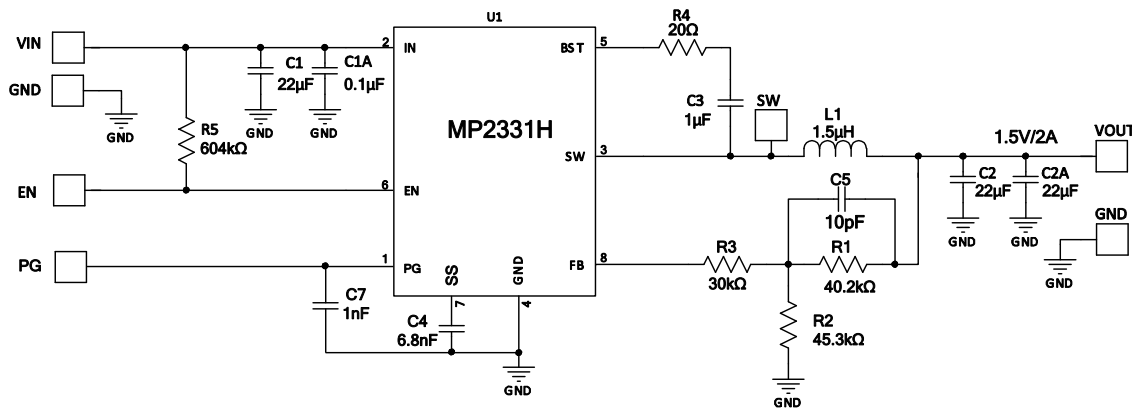 U1
VIN
GND
EN
PG
GND
R5
604kΩ
C1
22µF
GND
C1A
0.1µF
GND
2
IN
6
EN
1
PG
MP2331H
BST
5
SW
3
FB
8
SS
7
GND
4
C7
1nF
C4
6.8nF
GND
R4
20Ω
C3
1µF
SW
L1
1.5µH
1.5V/2A
VOUT
C5
10pF
C2
22µF
GND
C2A
22µF
GND
GND
GND
R3
30kΩ
R1
40.2kΩ
R2
45.3kΩ
GND